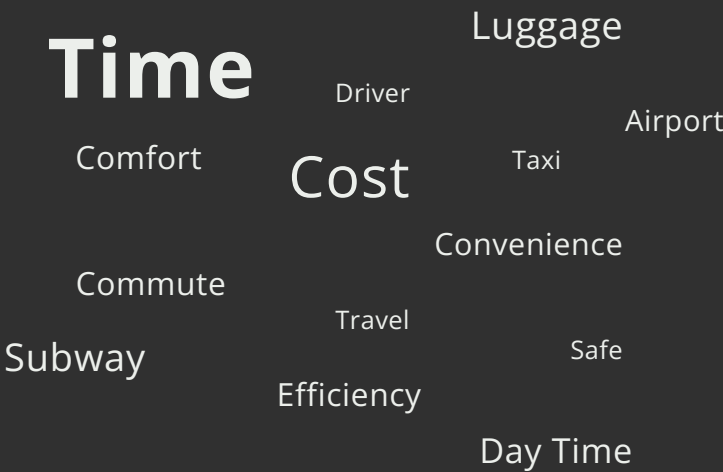 Luggage
Time
Driver
Airport
Comfort
Cost
Taxi
Convenience
Commute
Travel
Subway
Safe
Efficiency
Day Time